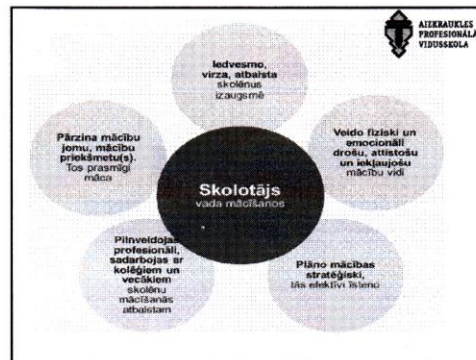 AIZKRAUKLES
PROFESIONĀLĀ
VIDUSSKOLA
Iedvesmo,
virza, atbalsta
skolēnus
izaugsmē
Pārzina mācību
jomu, mācību
priekšmetu(s).
Tos prasmīgi
māca
Veido fiziski un
emocionāli
drošu, attīstošu
un iekļaujošu
mācību vidi
Skolotājs
vada mācīšanos
Pilnveidojas
profesionāli,
sadarbojas ar
kolēģiem un
vecākiem
skolēnu
mācīšanās
atbalstam
Plāno mācības
stratēģiski,
tās efektīvi īsteno